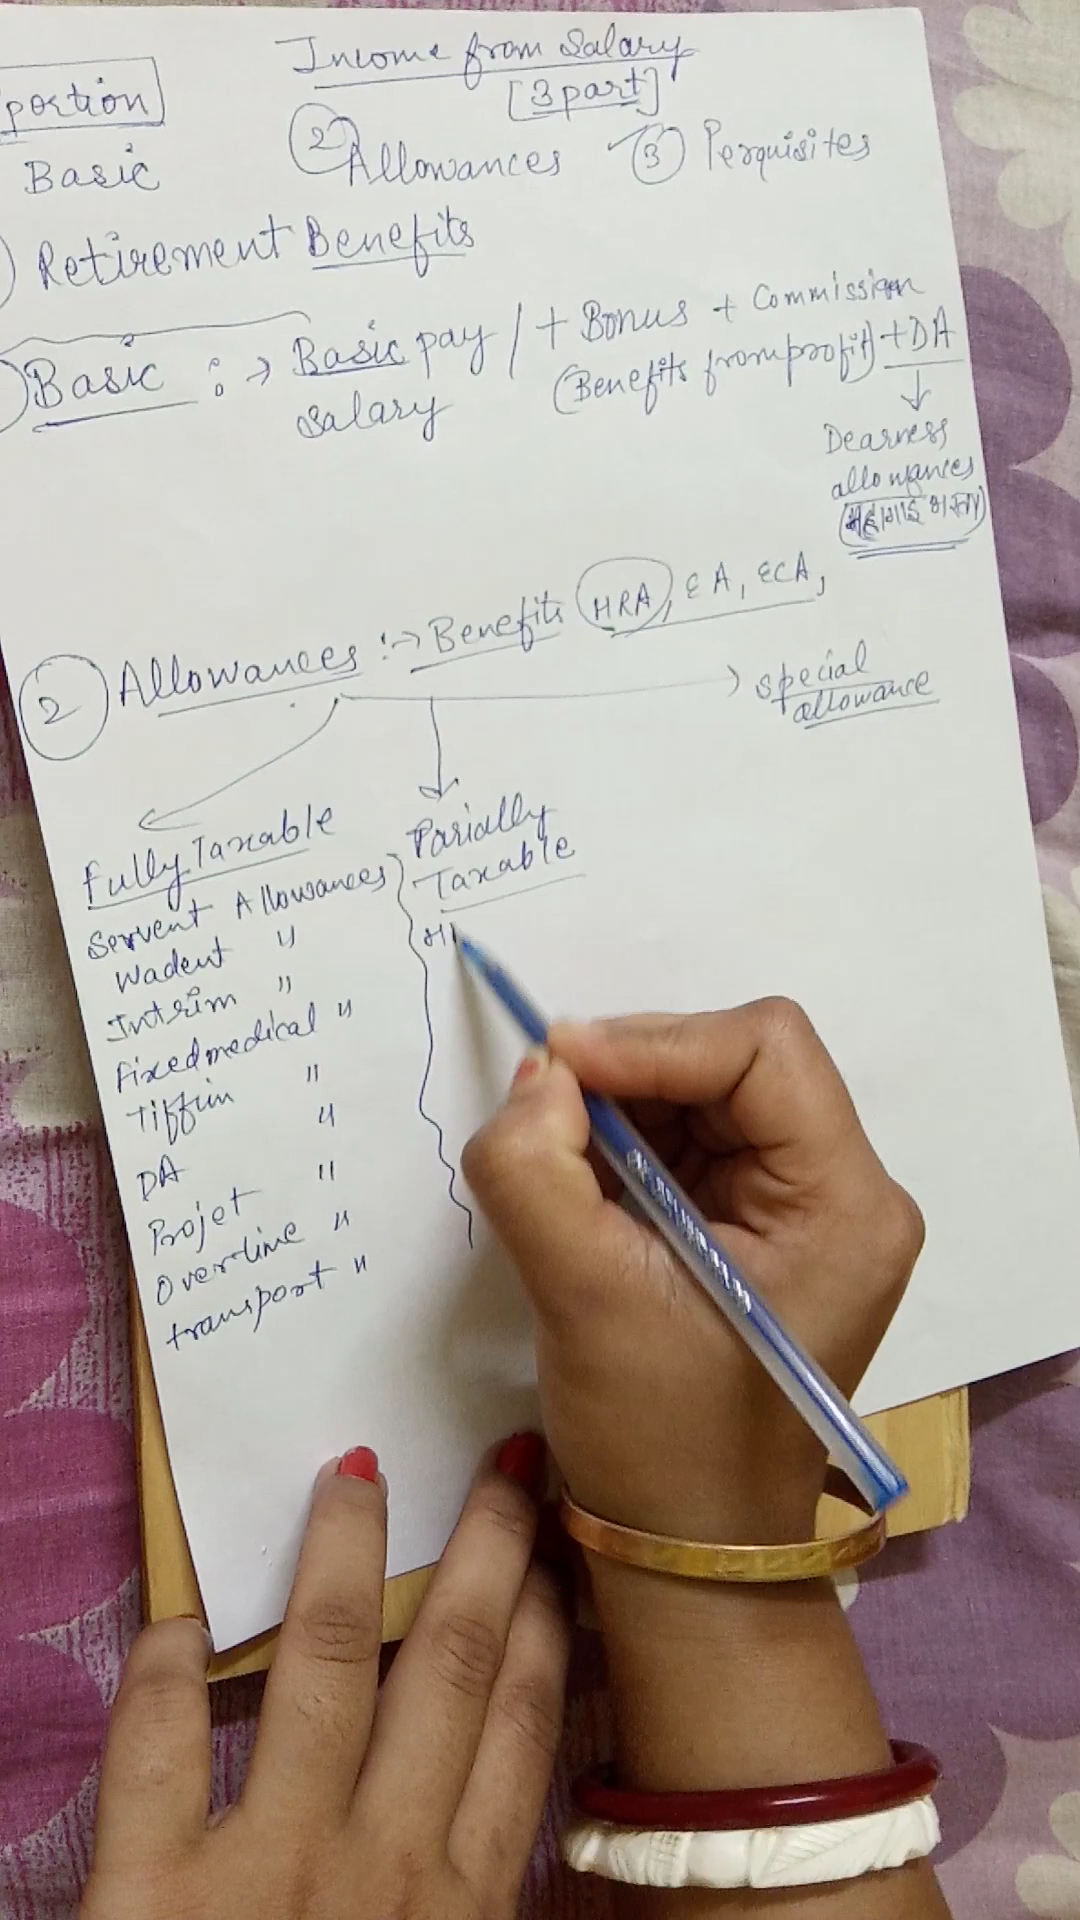 Income from Salary
[3 part]
portion
Basic
2 Allowances
3 Perquisites
Retirement Benefits
Basic :→ Basic pay / + Bonus + Commission
salary (Benefits from profit) + DA
Dearness
allowances
2 Allowances :→ Benefits HRA, EA, ECA,
special
allowance
Fully Taxable
Servent Allowances
Wadent "
Intrim "
Fixed medical "
Tiffin "
DA "
Projet "
Overtime "
transport "
Parially
Taxable